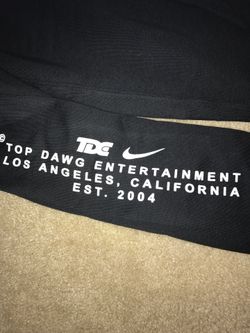 TDE
© TOP DAWG ENTERTAINMENT
LOS ANGELES, CALIFORNIA
EST. 2004